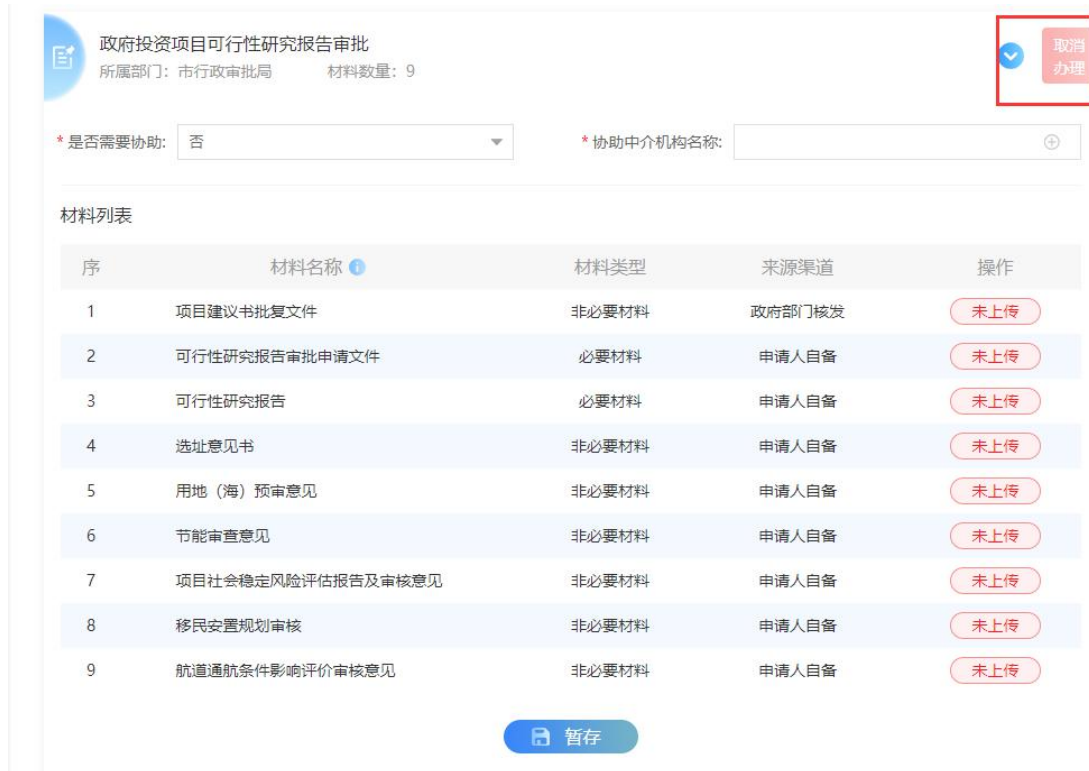 政府投资项目可行性研究报告审批
所属部门：市行政审批局 材料数量：9
取消
办理
* 是否需要协助: 否
* 协助中介机构名称:
材料列表
序 材料名称 材料类型 来源渠道 操作
1 项目建议书批复文件 非必要材料 政府部门核发 未上传
2 可行性研究报告审批申请文件 必要材料 申请人自备 未上传
3 可行性研究报告 必要材料 申请人自备 未上传
4 选址意见书 非必要材料 申请人自备 未上传
5 用地（海）预审意见 非必要材料 申请人自备 未上传
6 节能审查意见 非必要材料 申请人自备 未上传
7 项目社会稳定风险评估报告及审核意见 非必要材料 申请人自备 未上传
8 移民安置规划审核 非必要材料 申请人自备 未上传
9 航道通航条件影响评价审核意见 非必要材料 申请人自备 未上传
暂存